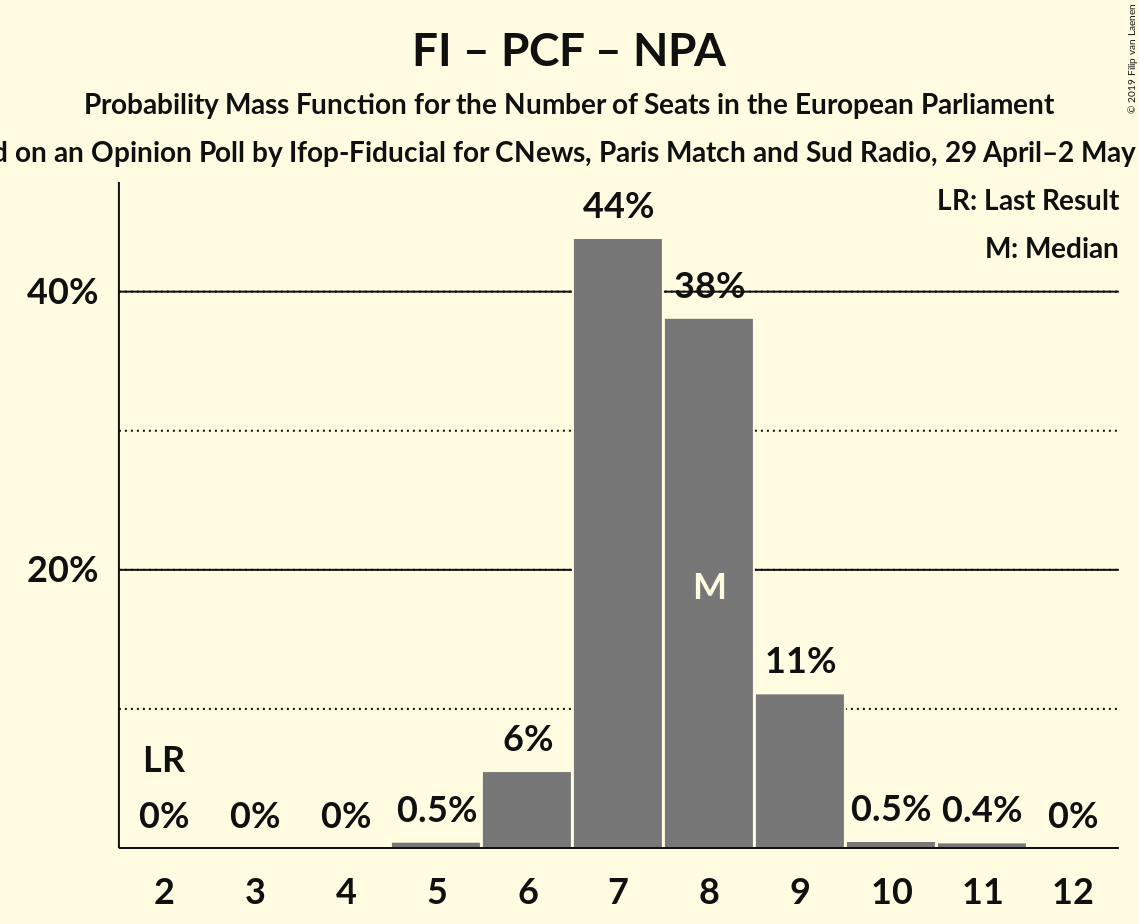 FI – PCF – NPA
Probability Mass Function for the Number of Seats in the European Parliament
on an Opinion Poll by Ifop-Fiducial for CNews, Paris Match and Sud Radio, 29 April–2 May
© 2019 Filip van Laenen
LR: Last Result
M: Median
44%
38%
40%
20%
M
11%
6%
LR
0% 0% 0% 0.5% 0.5% 0.4% 0%
2 3 4 5 6 7 8 9 10 11 12